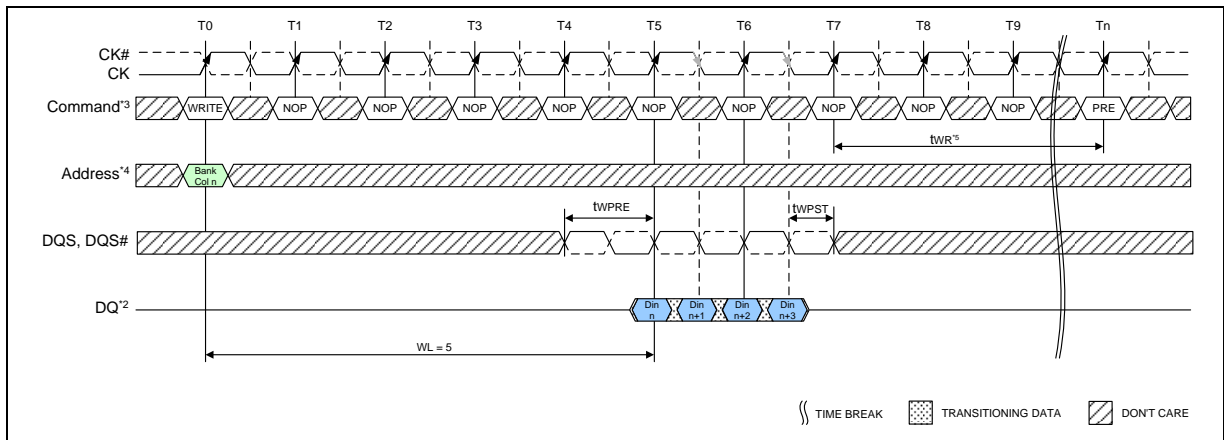 T0 T1 T2 T3 T4 T5 T6 T7 T8 T9 Tn
CK#
CK
Command*3 WRITE NOP NOP NOP NOP NOP NOP NOP NOP NOP PRE
tWR*5
Address*4 Bank
Col n
tWPRE tWPST
DQS, DQS#
DQ*2 Din
n Din
n+1 Din
n+2 Din
n+3
WL = 5
TIME BREAK TRANSITIONING DATA DON'T CARE